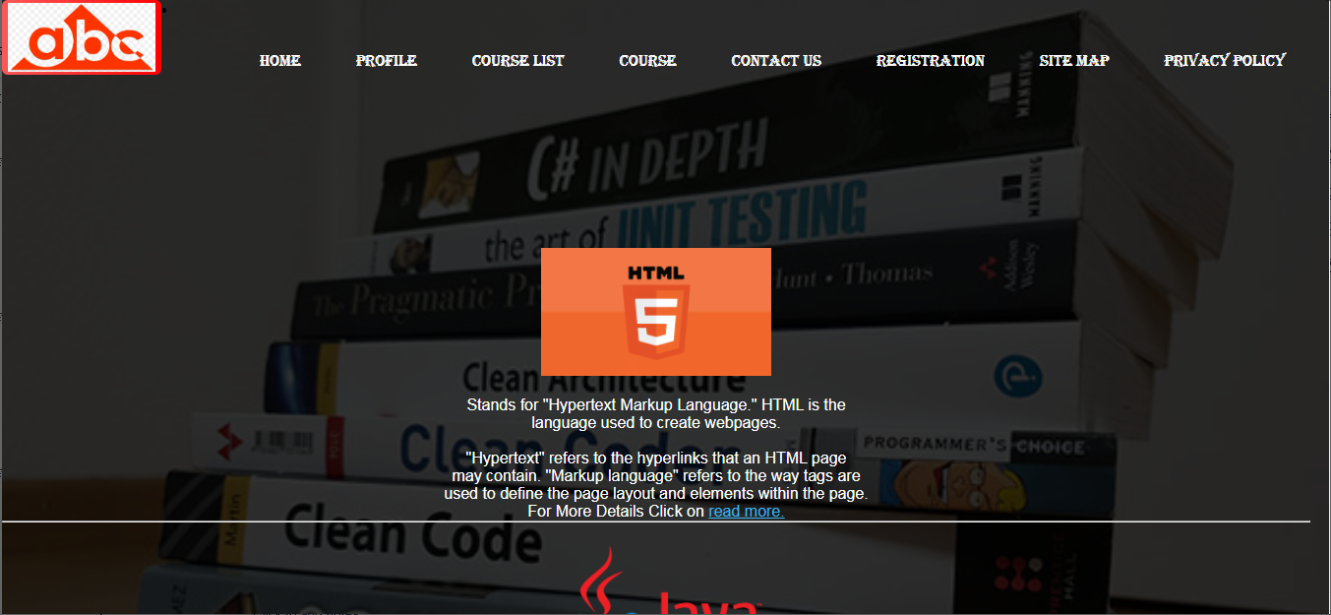 abc
HOME PROFILE COURSE LIST COURSE CONTACT US REGISTRATION SITE MAP PRIVACY POLICY
MANNING
C# IN DEPTH
MANNING
the art of UNIT TESTING
Addison
Wesley
The Pragmatic Pr
Hunt • Thomas
HTML
5
Clean Architecture
Stands for "Hypertext Markup Language." HTML is the
language used to create webpages.
Clean Coder
PROGRAMMER'S CHOICE
"Hypertext" refers to the hyperlinks that an HTML page
may contain. "Markup language" refers to the way tags are
used to define the page layout and elements within the page.
For More Details Click on read more.
Martin
Clean Code
PRENTICE
HALL
Java